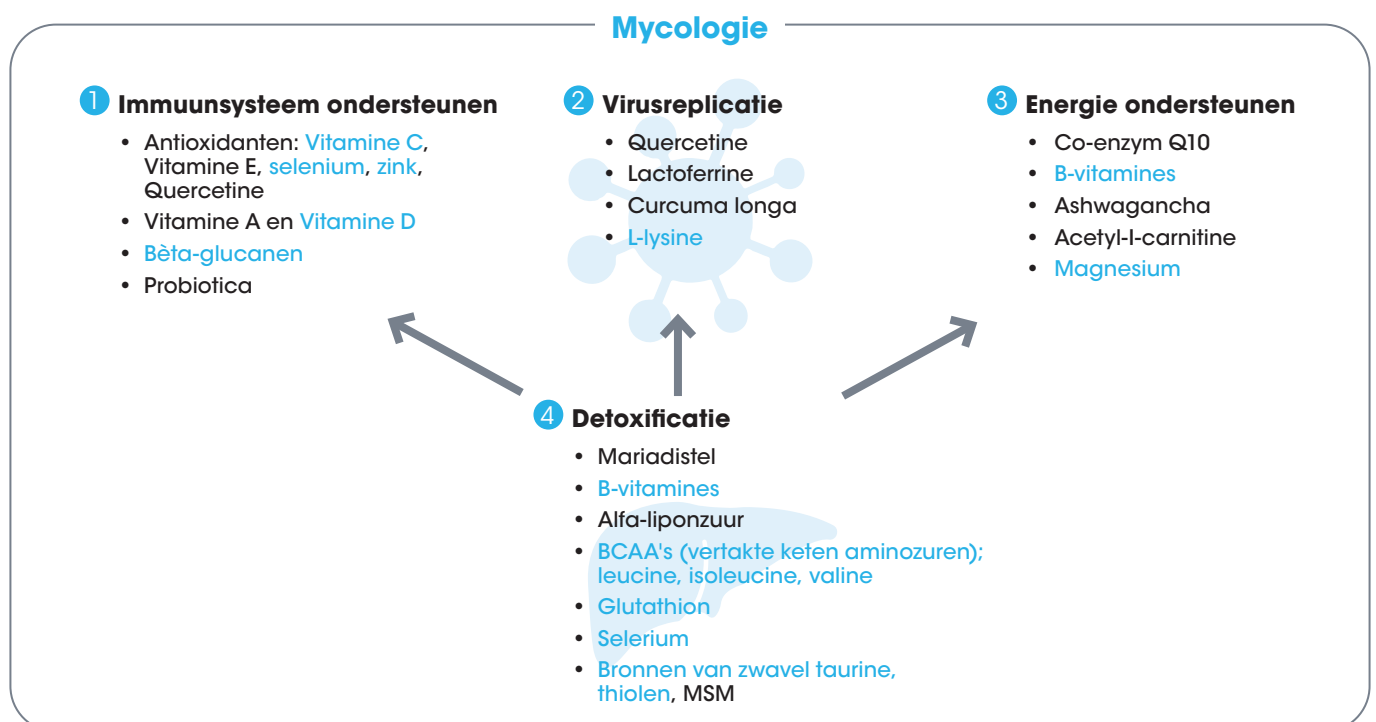 Mycologie
1 Immuunsysteem ondersteunen
• Antioxidanten: Vitamine C,
Vitamine E, selenium, zink,
Quercetine
• Vitamine A en Vitamine D
• Bèta-glucanen
• Probiotica
2 Virusreplicatie
• Quercetine
• Lactoferrine
• Curcuma longa
• L-lysine
3 Energie ondersteunen
• Co-enzym Q10
• B-vitamines
• Ashwagancha
• Acetyl-l-carnitine
• Magnesium
4 Detoxificatie
• Mariadistel
• B-vitamines
• Alfa-liponzuur
• BCAA's (vertakte keten aminozuren);
leucine, isoleucine, valine
• Glutathion
• Selerium
• Bronnen van zwavel taurine,
thiolen, MSM